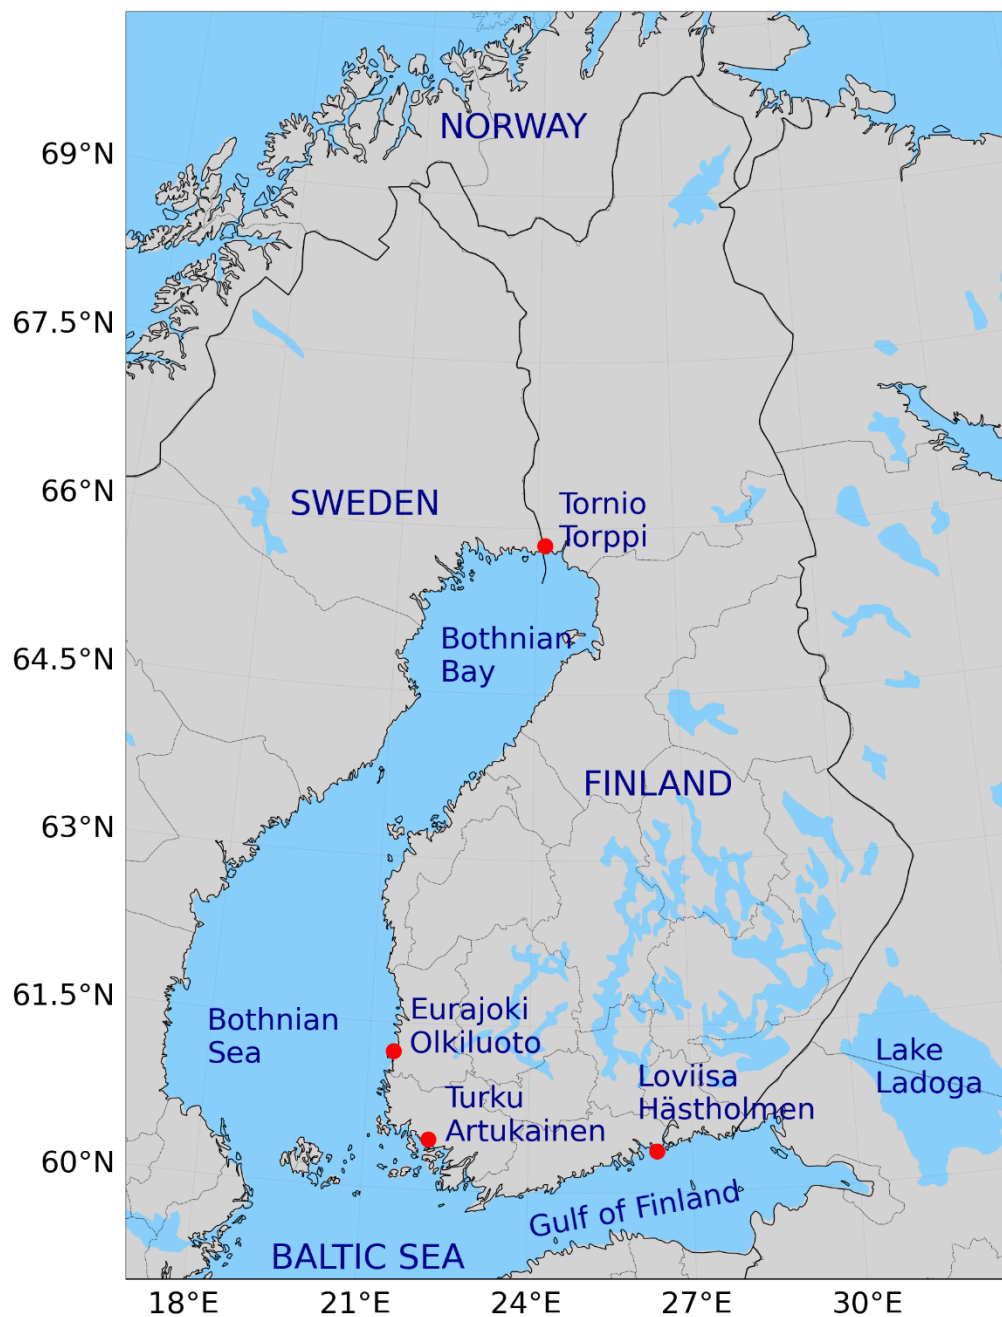 NORWAY
69°N
67.5°N
66°N
SWEDEN
Tornio
Torppi
Bothnian
Bay
64.5°N
FINLAND
63°N
61.5°N
Bothnian
Sea
Eurajoki
Olkiluoto
Lake
Ladoga
Loviisa
Hästholmen
Turku
Artukainen
60°N
Gulf of Finland
BALTIC SEA
18°E
21°E
24°E
27°E
30°E